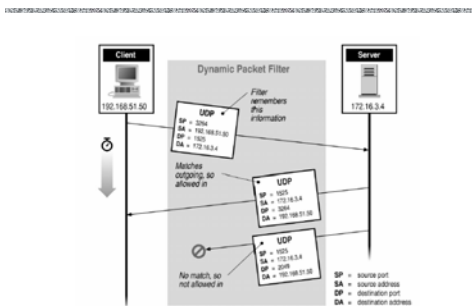 Client
Server
Dynamic Packet Filter
192.168.51.50
172.16.3.4
Filter
remembers
this
information
UDP
SP = 3264
SA = 192.168.51.50
DP = 1525
DA = 172.16.3.4
Matches
outgoing, so
allowed in
UDP
SP = 1525
SA = 172.16.3.4
DP = 3264
DA = 192.168.51.50
UDP
SP = 1525
SA = 172.16.3.4
DP = 2049
DA = 192.168.51.50
No match, so
not allowed in
SP = source port
SA = source address
DP = destination port
DA = destination address